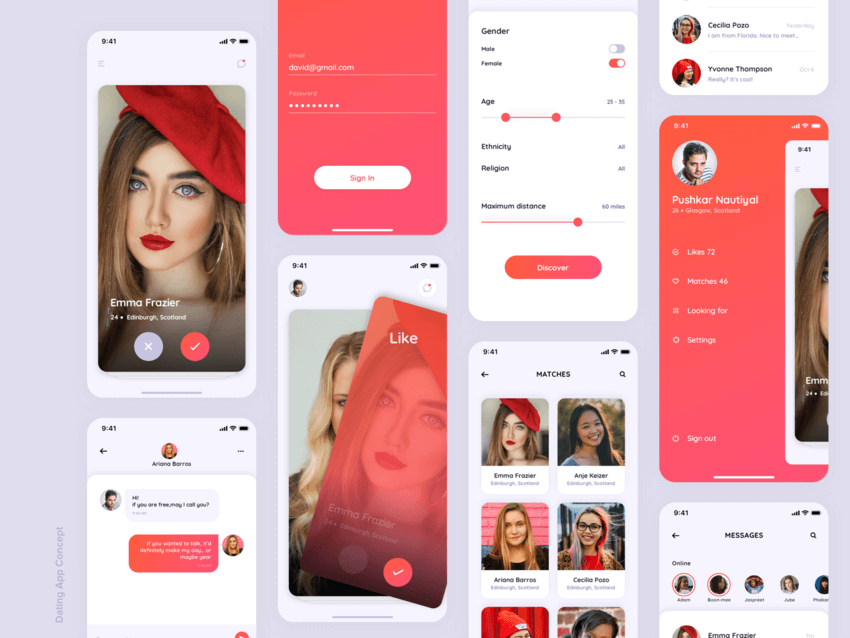 9:41
Emma Frazier
24 • Edinburgh, Scotland
9:41
Ariana Barros
Hi!
if you are free,may I call you?
If you wanted to talk, it'd
definitely make my day.. or
maybe year
Dating App Concept
Email
david@gmail.com
Password
Sign In
9:41
Like
Emma Frazier
24 • Edinburgh, Scotland
Gender
Male
Female
Age
23 - 35
Ethnicity
All
Religion
All
Maximum distance
60 miles
Discover
9:41
MATCHES
Emma Frazier
Edinburgh, Scotland
Anje Keizer
Edinburgh, Scotland
Ariana Barros
Edinburgh, Scotland
Cecilia Pozo
Edinburgh, Scotland
Cecilia Pozo
Yesterday
I am from Florida. Nice to meet...
Yvonne Thompson
Oct 6
Really? It's cool!
9:41
Pushkar Nautiyal
26 • Glasgow, Scotland
Likes 72
Matches 46
Looking for
Settings
Sign out
9:41
Emm
24 • E
9:41
MESSAGES
Online
Adam
Boon-mee
Jaspreet
Jube
Emma Frazier
7m